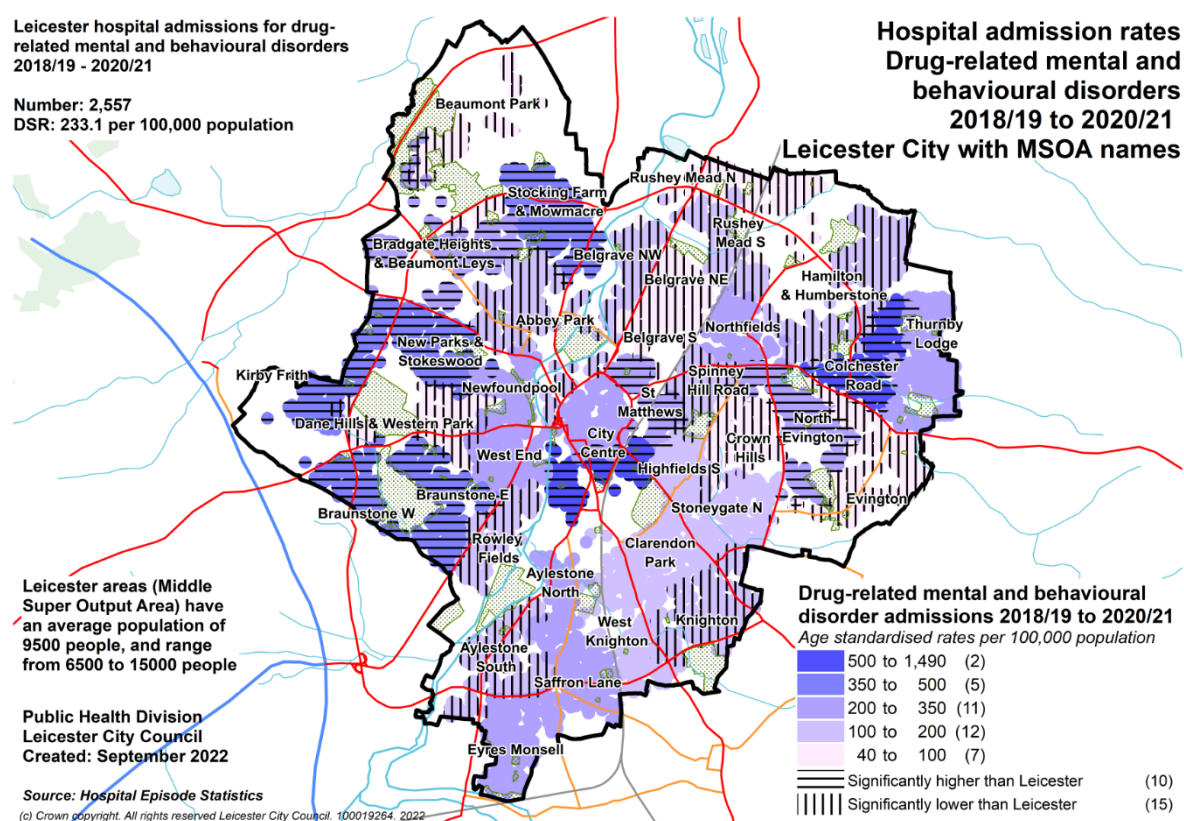 Leicester hospital admissions for drug-
related mental and behavioural disorders
2018/19 - 2020/21
Number: 2,557
DSR: 233.1 per 100,000 population
Hospital admission rates
Drug-related mental and
behavioural disorders
2018/19 to 2020/21
Leicester City with MSOA names
Beaumont Park
Rushey Mead N
Stocking Farm
& Mowmacre
Rushey
Mead S
Bradgate Heights
& Beaumont Leys
Belgrave NW
Belgrave NE
Hamilton
& Humberstone
Abbey Park
Northfields
Thurnby
Lodge
New Parks &
Stokeswood
Belgrave S
Colchester
Road
Kirby Frith
Newfoundpool
Spinney
Hill Road
St
Matthews
Dane Hills & Western Park
North
Evington
City
Centre
Crown
Hills
West End
Highfields S
Braunstone E
Evington
Braunstone W
Stoneygate N
Rowley
Fields
Clarendon
Park
Aylestone
North
West
Knighton
Knighton
Aylestone
South
Saffron Lane
Eyres Monsell
Leicester areas (Middle
Super Output Area) have
an average population of
9500 people, and range
from 6500 to 15000 people
Public Health Division
Leicester City Council
Created: September 2022
Source: Hospital Episode Statistics
(c) Crown copyright. All rights reserved Leicester City Council. 100019264. 2022
Drug-related mental and behavioural
disorder admissions 2018/19 to 2020/21
Age standardised rates per 100,000 population
500 to 1,490 (2)
350 to 500 (5)
200 to 350 (11)
100 to 200 (12)
40 to 100 (7)
Significantly higher than Leicester (10)
Significantly lower than Leicester (15)